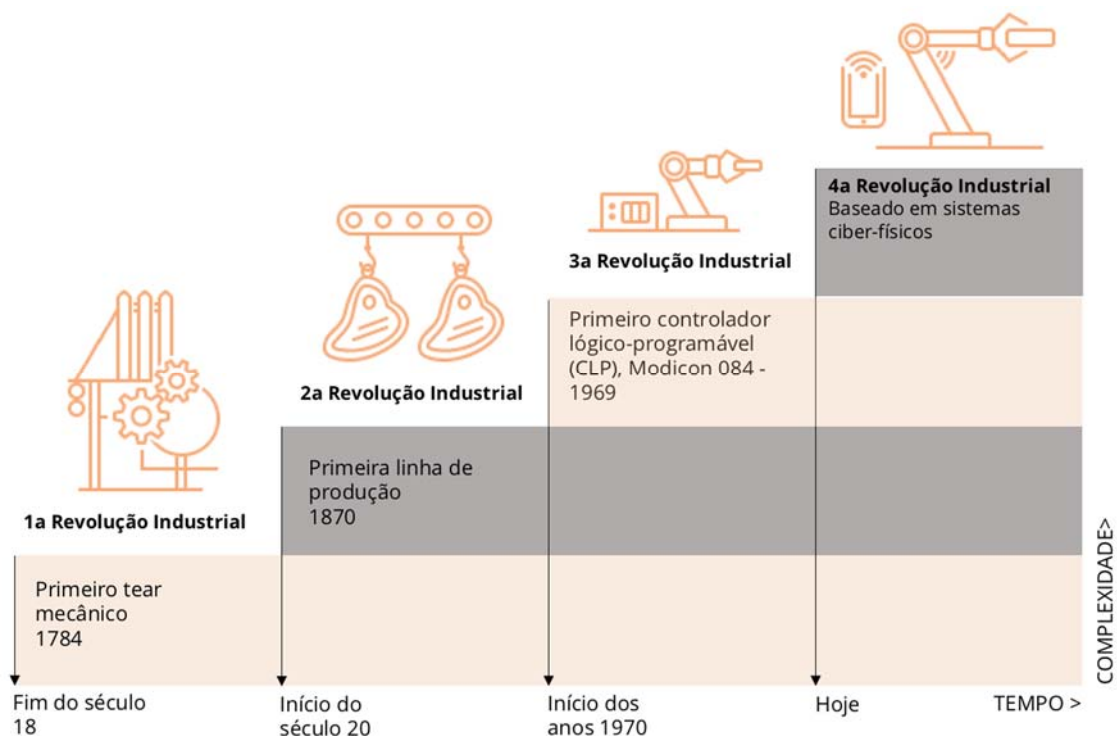 4a Revolução Industrial
Baseado em sistemas
ciber-físicos
3a Revolução Industrial
Primeiro controlador
lógico-programável
(CLP), Modicon 084 -
1969
2a Revolução Industrial
Primeira linha de
produção
1870
1a Revolução Industrial
Primeiro tear
mecânico
1784
COMPLEXIDADE>
Fim do século
18
Início do
século 20
Início dos
anos 1970
Hoje
TEMPO >